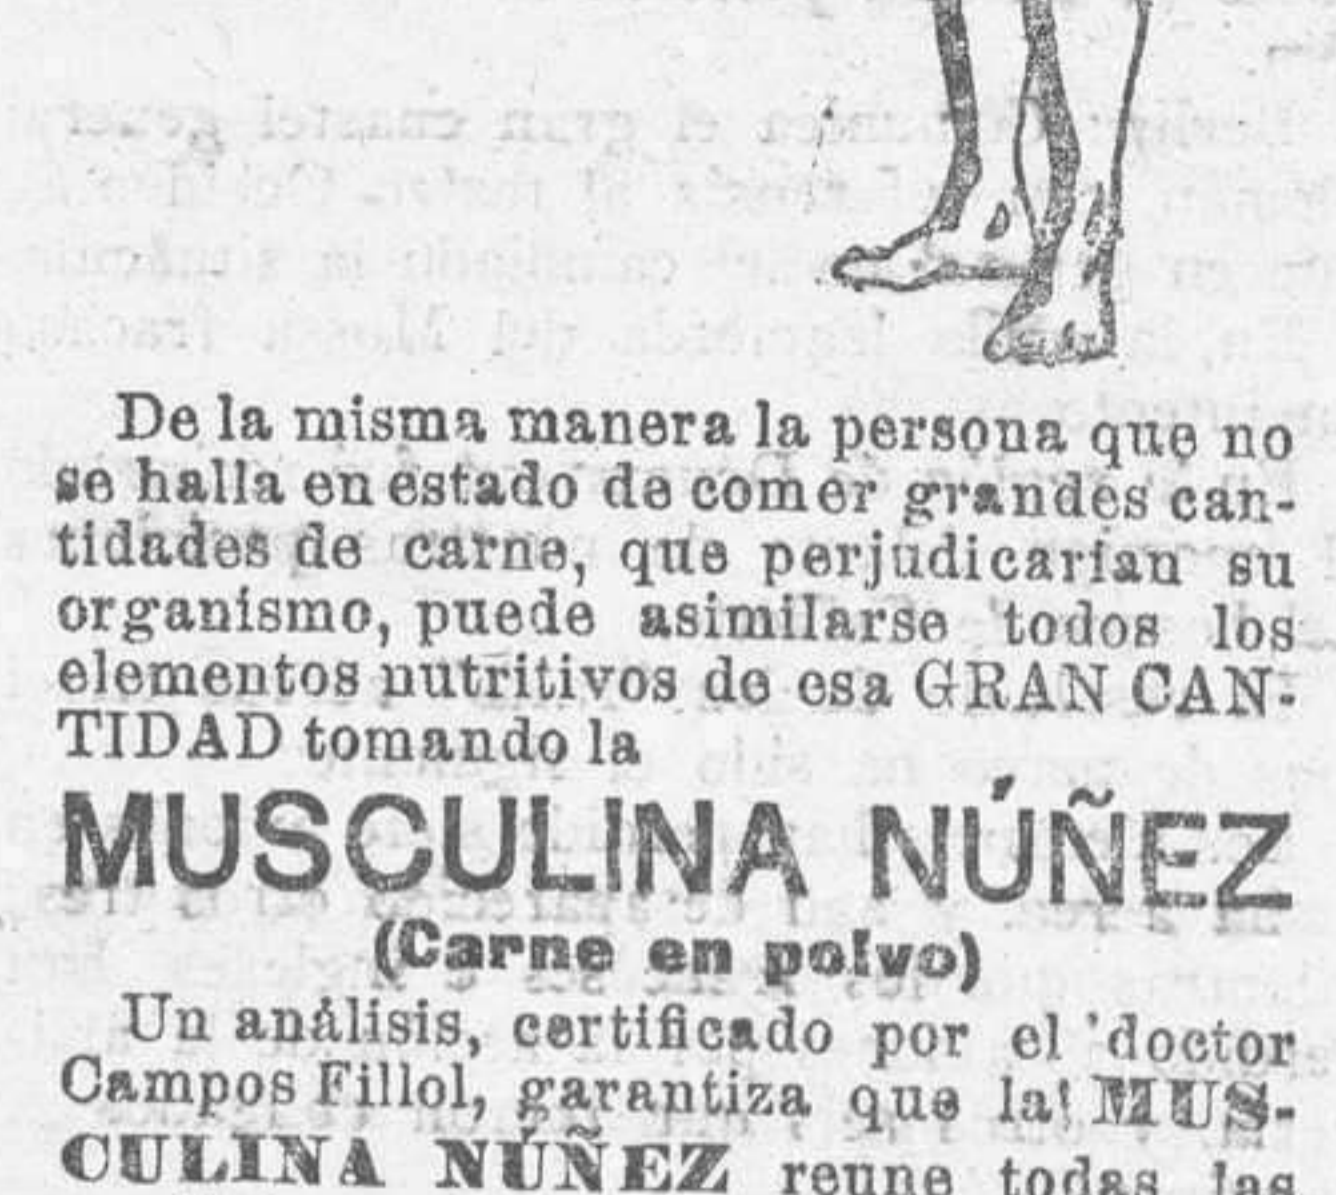 De la misma manera la persona que no
se halla en estado de comer grandes can-
tidades de carne, que perjudicarían su
organísmo, puede asimilarse todos los
elementos nutritivos de esa GRAN CAN-
TIDAD tomando la
MUSCULINA NÚÑEZ
(Carne en polvo)
Un análisis, certificado por el doctor
Campos Fillol, garantiza que la MUS-
CULINA NÚÑEZ reune todas las